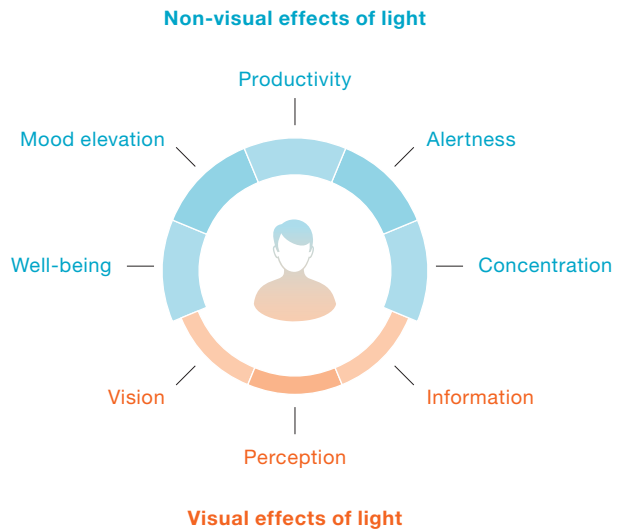 Non-visual effects of light
Productivity
Mood elevation
Alertness
Well-being
Concentration
Vision
Information
Perception
Visual effects of light